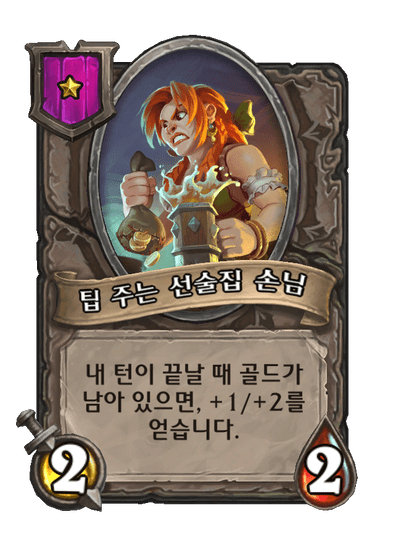 팁 주는 선술집 손님
내 턴이 끝날 때 골드가
남아 있으면, +1/+2를
얻습니다.
2
2